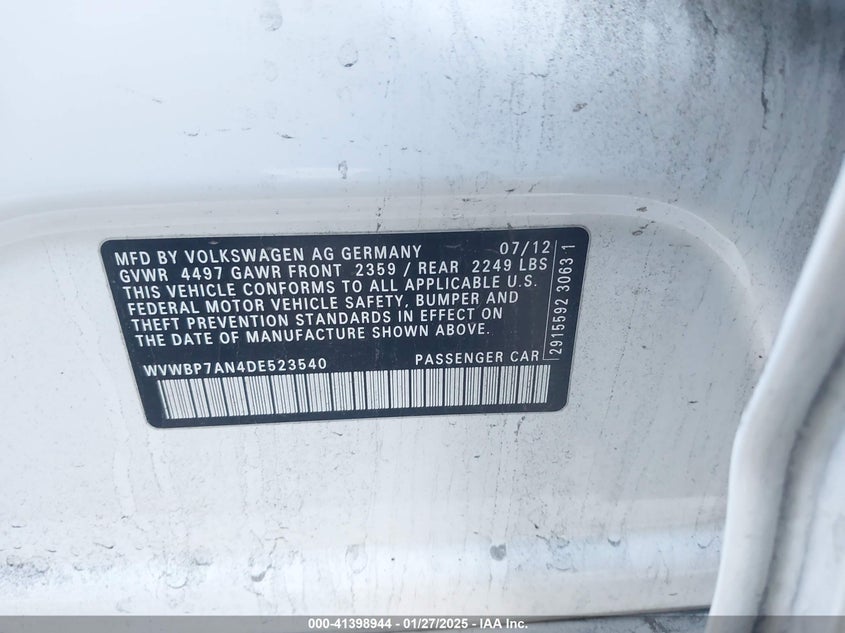 MFD BY VOLKSWAGEN AG GERMANY 07/12
GVWR 4497 GAWR FRONT 2359 / REAR 2249 LBS
THIS VEHICLE CONFORMS TO ALL APPLICABLE U.S.
FEDERAL MOTOR VEHICLE SAFETY, BUMPER AND
THEFT PREVENTION STANDARDS IN EFFECT ON
THE DATE OF MANUFACTURE SHOWN ABOVE.
WVWBP7AN4DE523540 PASSENGER CAR
2915592 30631
000-41398944 - 01/27/2025 - IAA Inc.